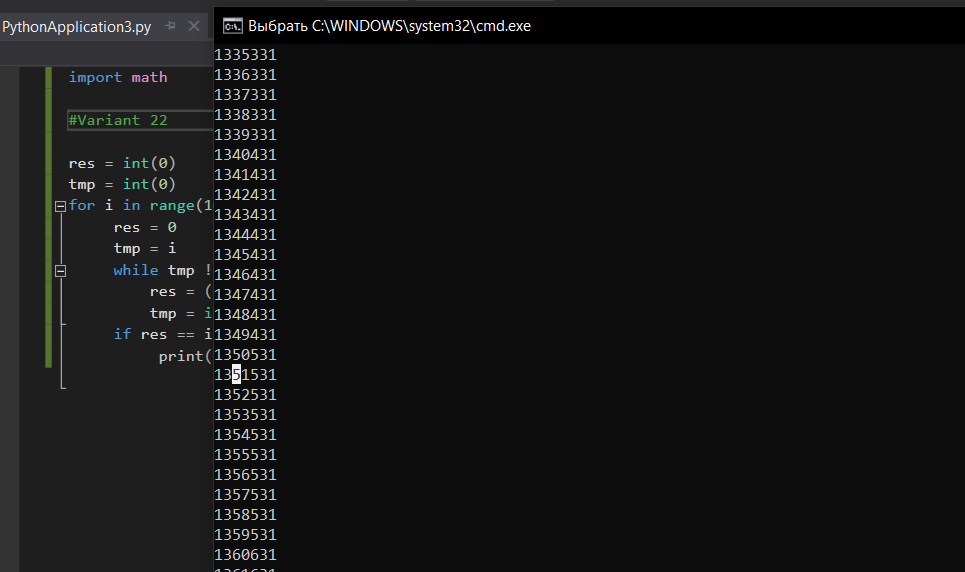 PythonApplication3.py
import math
#Variant 22
res = int(0)
tmp = int(0)
for i in range(1
res = 0
tmp = i
while tmp !
res = (
tmp = i
if res == i
print(
Выбрать C:\WINDOWS\system32\cmd.exe
1335331
1336331
1337331
1338331
1339331
1340431
1341431
1342431
1343431
1344431
1345431
1346431
1347431
1348431
1349431
1350531
1351531
1352531
1353531
1354531
1355531
1356531
1357531
1358531
1359531
1360631
1361631